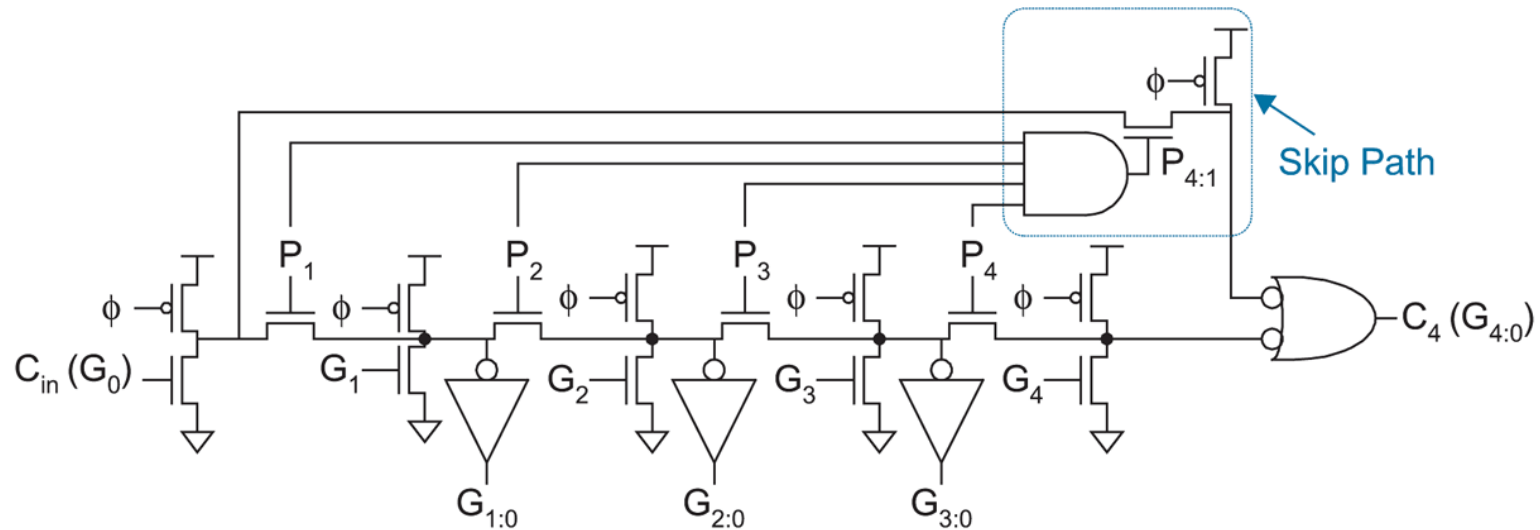 ϕ
P₄:₁
Skip Path
P₁
P₂
P₃
P₄
ϕ
ϕ
ϕ
ϕ
ϕ
Cᵢₙ (G₀)
G₁
G₂
G₃
G₄
C₄ (G₄:₀)
G₁:₀
G₂:₀
G₃:₀